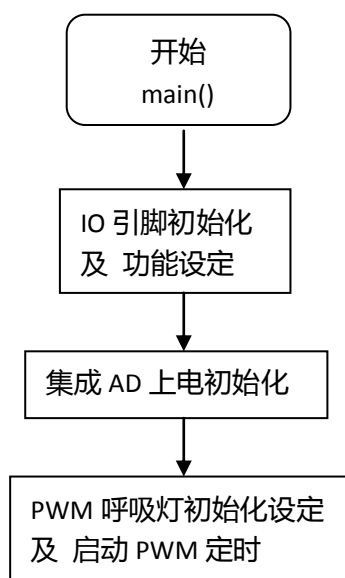 开始
main()
IO 引脚初始化
及 功能设定
集成 AD 上电初始化
PWM 呼吸灯初始化设定
及 启动 PWM 定时